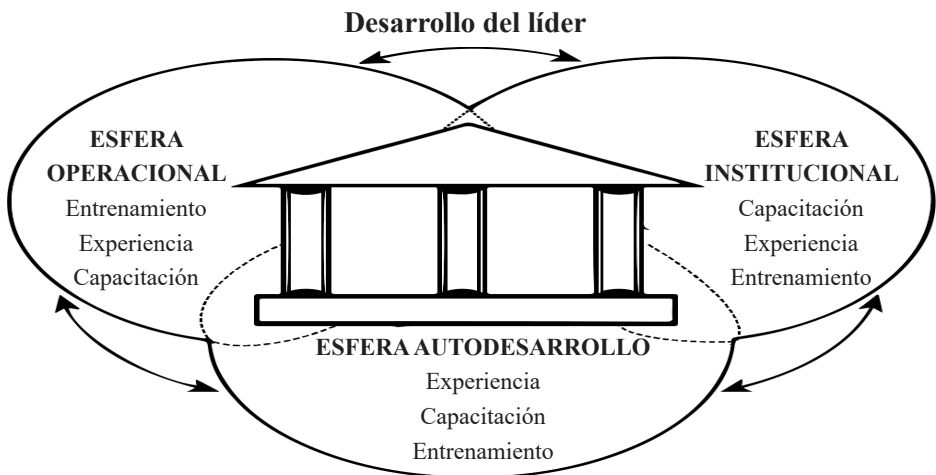 Desarrollo del líder
ESFERA
OPERACIONAL
Entrenamiento
Experiencia
Capacitación
ESFERA
INSTITUCIONAL
Capacitación
Experiencia
Entrenamiento
ESFERA AUTODESARROLLO
Experiencia
Capacitación
Entrenamiento